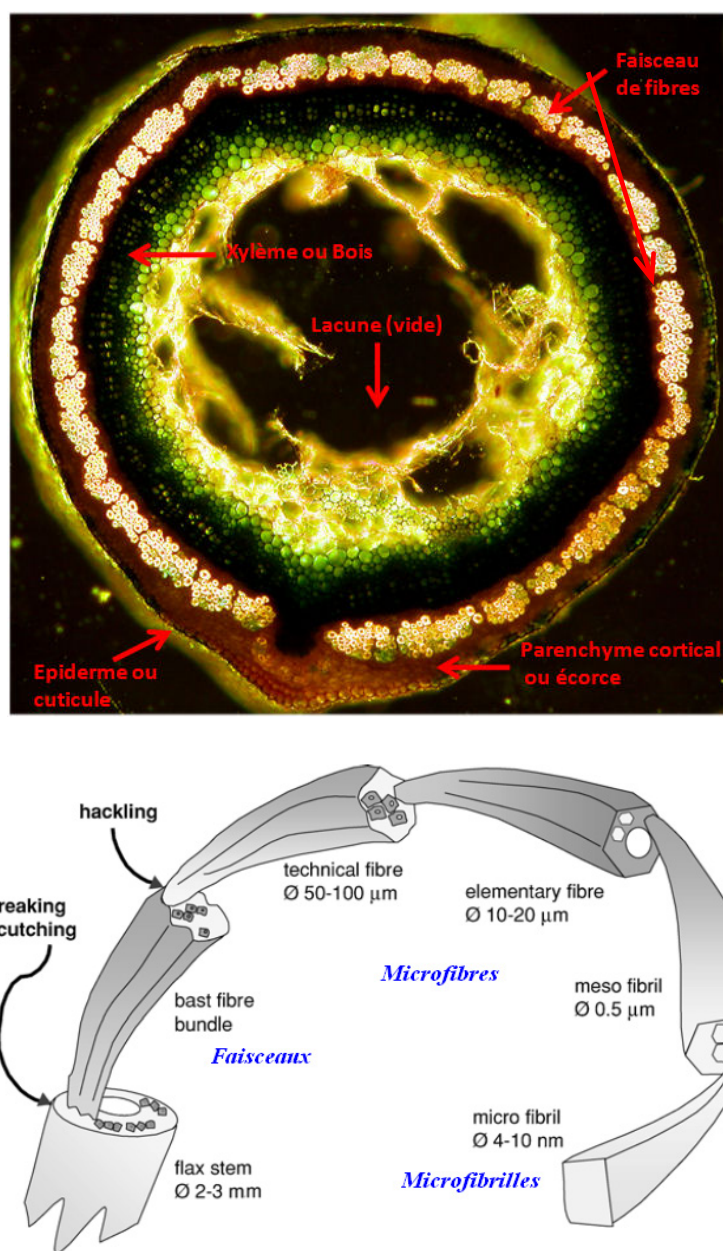 Faisceau
de fibres
Xylème ou Bois
Lacune (vide)
Epiderme ou
cuticule
Parenchyme cortical
ou écorce
hackling
technical fibre
Ø 50-100 µm
elementary fibre
Ø 10-20 µm
reaking
cutching
Microfibres
meso fibril
Ø 0.5 µm
bast fibre
bundle
Faisceaux
micro fibril
Ø 4-10 nm
flax stem
Ø 2-3 mm
Microfibrilles